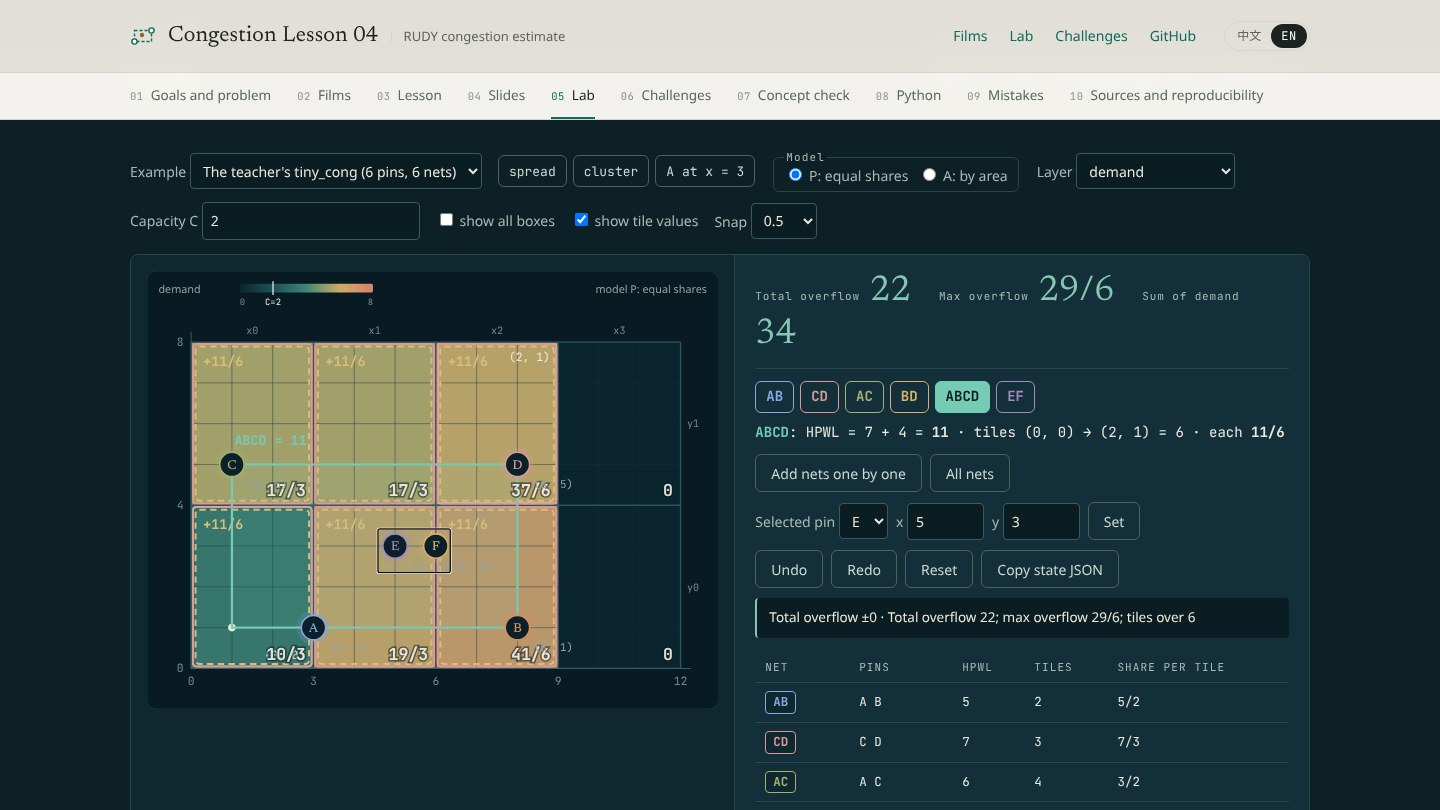 Congestion Lesson 04
RUDY congestion estimate
Films Lab Challenges GitHub 中文 EN
01 Goals and problem 02 Films 03 Lesson 04 Slides 05 Lab 06 Challenges 07 Concept check 08 Python 09 Mistakes 10 Sources and reproducibility
Example The teacher's tiny_cong (6 pins, 6 nets) spread cluster A at x = 3 Model P: equal shares A: by area Layer demand
Capacity C 2 show all boxes show tile values Snap 0.5
demand 0 C=2 8 model P: equal shares
x0 x1 x2 x3
8 +11/6 +11/6 +11/6 (2, 1)
y1
ABCD = 11
C D
17/3 17/3 37/6 5) 0
4
+11/6 +11/6 +11/6
E F
y0
A B
10/3 19/3 41/6 1) 0
0
0 3 6 9 12
Total overflow 22 Max overflow 29/6 Sum of demand
34
AB CD AC BD ABCD EF
ABCD: HPWL = 7 + 4 = 11 · tiles (0, 0) → (2, 1) = 6 · each 11/6
Add nets one by one All nets
Selected pin E x 5 y 3 Set
Undo Redo Reset Copy state JSON
Total overflow ±0 · Total overflow 22; max overflow 29/6; tiles over 6
NET PINS HPWL TILES SHARE PER TILE
AB A B 5 2 5/2
CD C D 7 3 7/3
AC A C 6 4 3/2